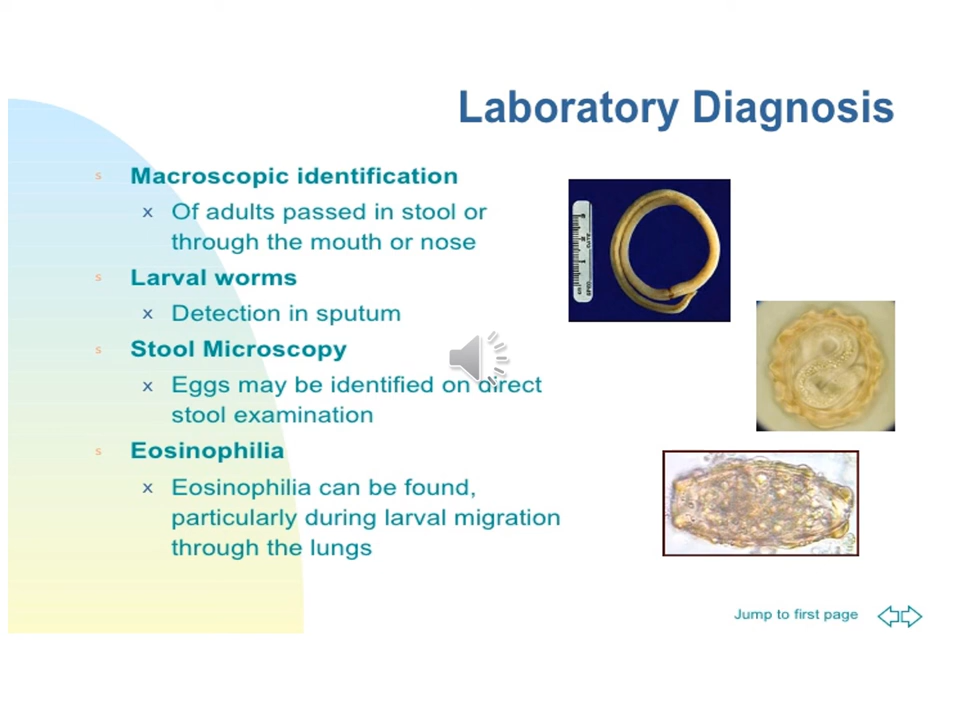 Laboratory Diagnosis
s Macroscopic identification
x Of adults passed in stool or
through the mouth or nose
s Larval worms
x Detection in sputum
s Stool Microscopy
x Eggs may be identified on direct
stool examination
s Eosinophilia
x Eosinophilia can be found,
particularly during larval migration
through the lungs
Jump to first page